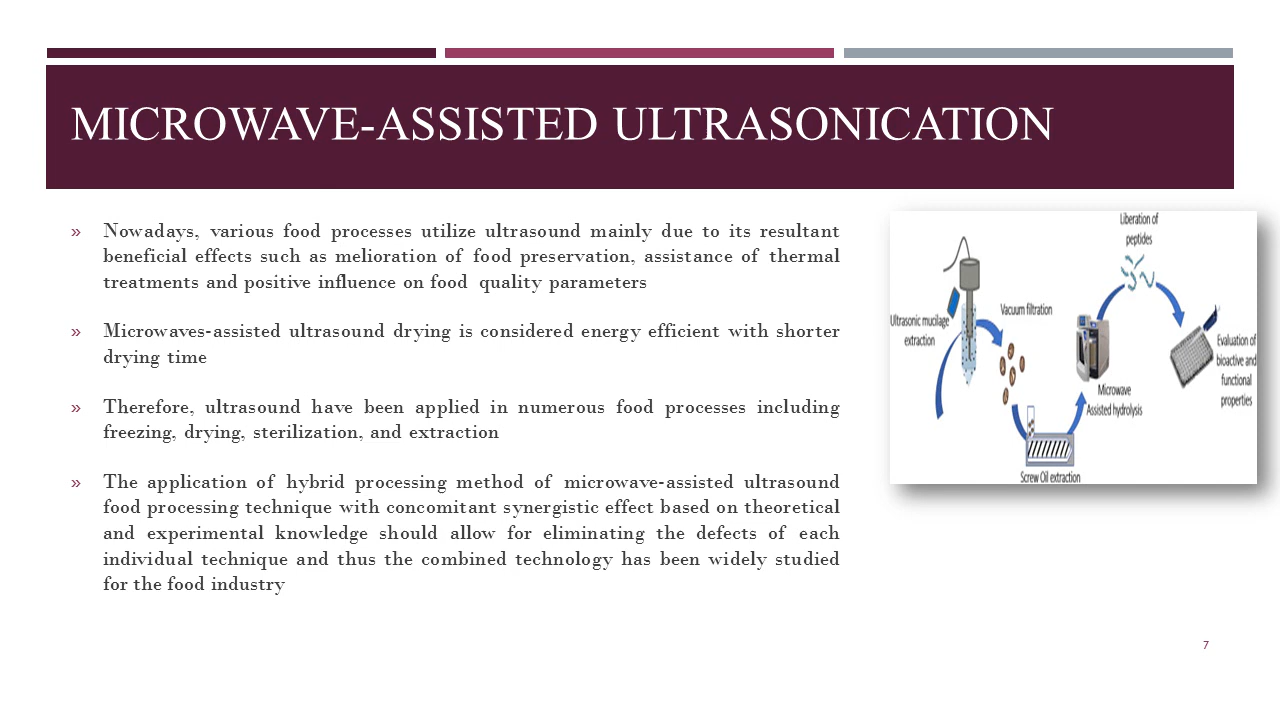 MICROWAVE-ASSISTED ULTRASONICATION
» Nowadays, various food processes utilize ultrasound mainly due to its resultant
beneficial effects such as melioration of food preservation, assistance of thermal
treatments and positive influence on food quality parameters
» Microwaves-assisted ultrasound drying is considered energy efficient with shorter
drying time
» Therefore, ultrasound have been applied in numerous food processes including
freezing, drying, sterilization, and extraction
» The application of hybrid processing method of microwave-assisted ultrasound
food processing technique with concomitant synergistic effect based on theoretical
and experimental knowledge should allow for eliminating the defects of each
individual technique and thus the combined technology has been widely studied
for the food industry
Ultrasonic mucilage
extraction
Vacuum filtration
Screw Oil extraction
Microwave
Assisted hydrolysis
Liberation of
peptides
Evaluation of
bioactive and
functional
properties
7